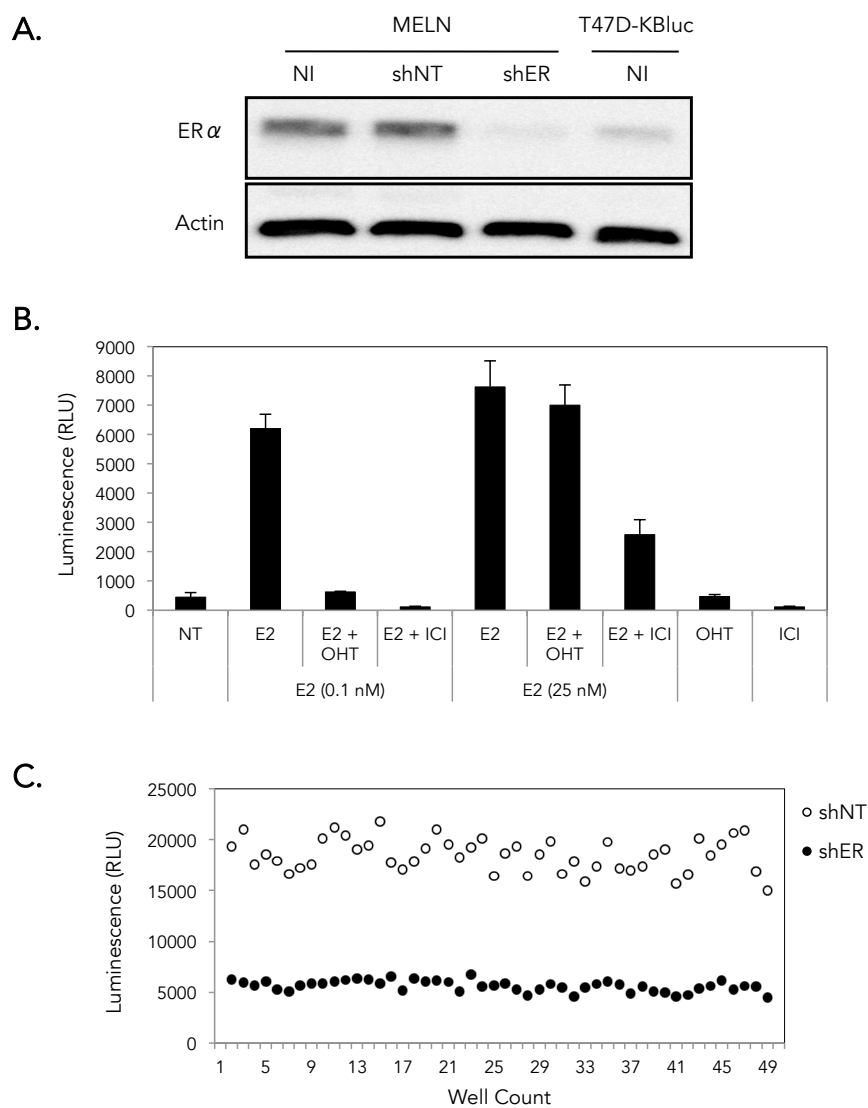 A.
MELN T47D-KBluc
NI shNT shER NI
ER α
Actin
B.
Luminescence (RLU)
9000
8000
7000
6000
5000
4000
3000
2000
1000
0
NT E2 E2 + OHT E2 + ICI E2 E2 + OHT E2 + ICI OHT ICI
E2 (0.1 nM) E2 (25 nM)
C.
Luminescence (RLU)
25000
20000
15000
10000
5000
0
1 5 9 13 17 21 25 29 33 37 41 45 49
Well Count
shNT
shER